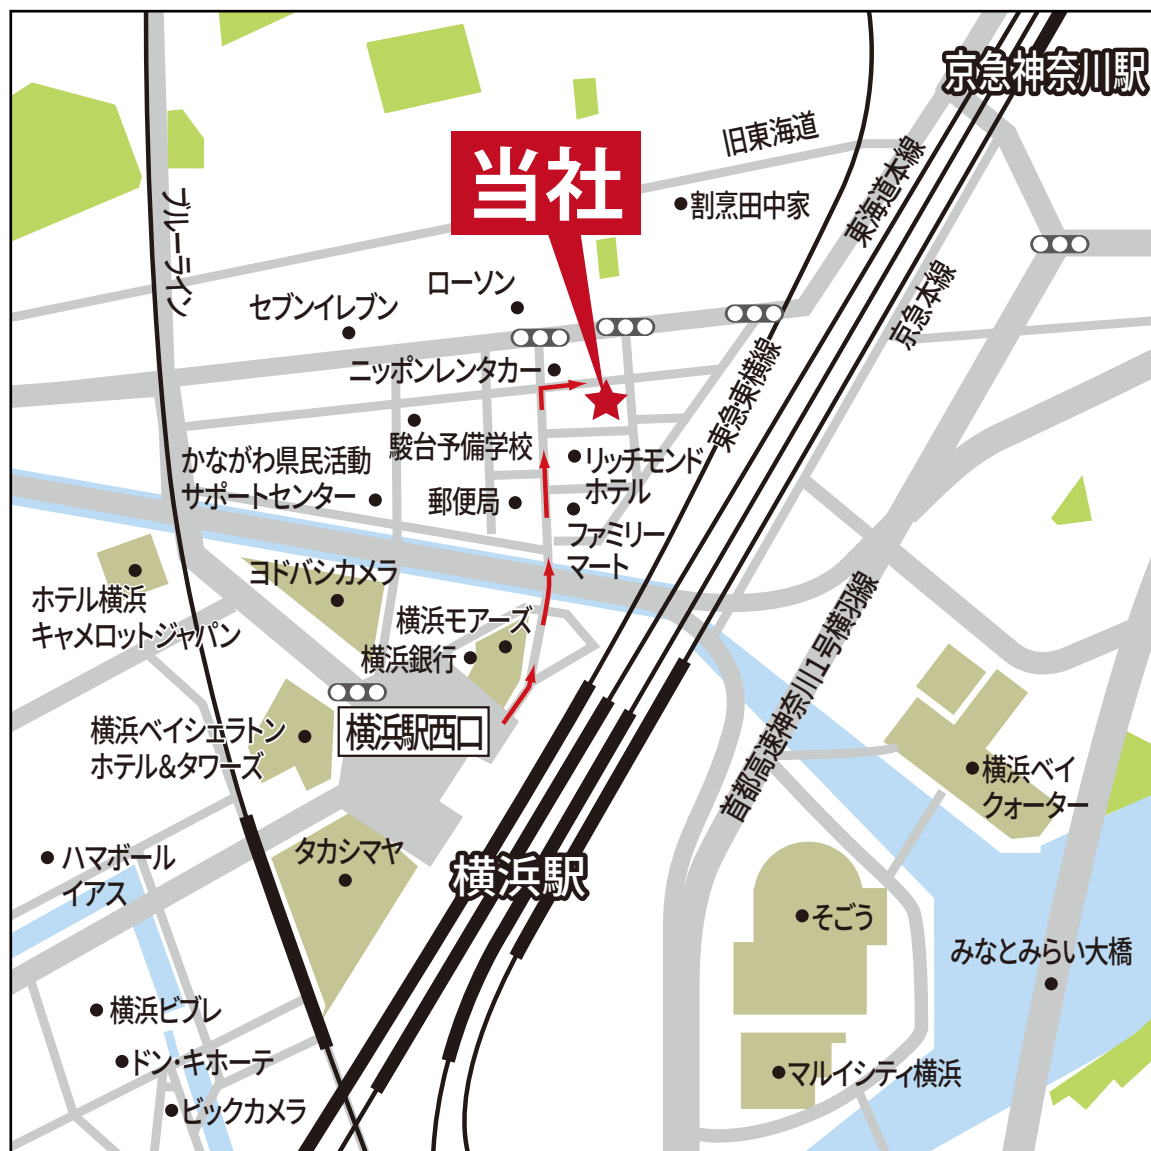 京急神奈川駅
旧東海道
当社
割烹田中家
東海道本線
ブルーライン
ローソン
セブンイレブン
京急本線
ニッポンレンタカー
東急東横線
駿台予備学校
かながわ県民活動
サポートセンター
リッチモンド
ホテル
郵便局
ファミリー
マート
ヨドバシカメラ
ホテル横浜
キャメロットジャパン
横浜モアーズ
横浜銀行
首都高速神奈川1号横羽線
横浜駅西口
横浜ベイシェラトン
ホテル&タワーズ
横浜ベイ
クォーター
タカシマヤ
ハマボール
イアス
横浜駅
そごう
みなとみらい大橋
横浜ビブレ
ドン・キホーテ
マルイシティ横浜
ビックカメラ